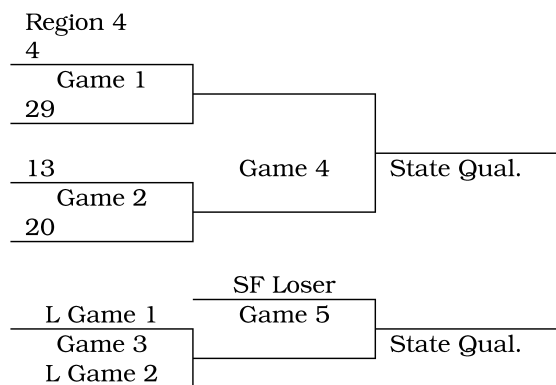 Region 4
4
Game 1
29
13
Game 4
State Qual.
Game 2
20
SF Loser
L Game 1
Game 5
Game 3
State Qual.
L Game 2